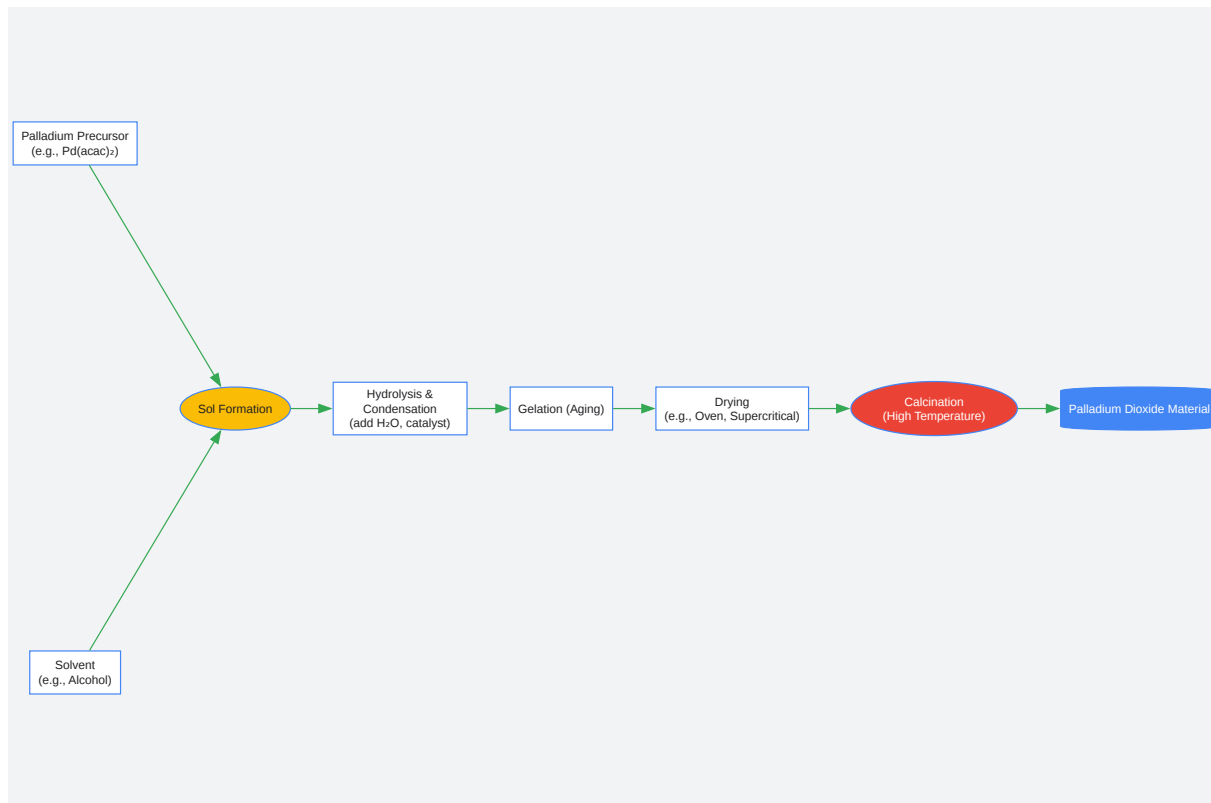 Palladium Precursor
(e.g., Pd(acac)₂)
Sol Formation
Hydrolysis &
Condensation
(add H₂O, catalyst)
Gelation (Aging)
Drying
(e.g., Oven, Supercritical)
Calcination
(High Temperature)
Palladium Dioxide Material
Solvent
(e.g., Alcohol)